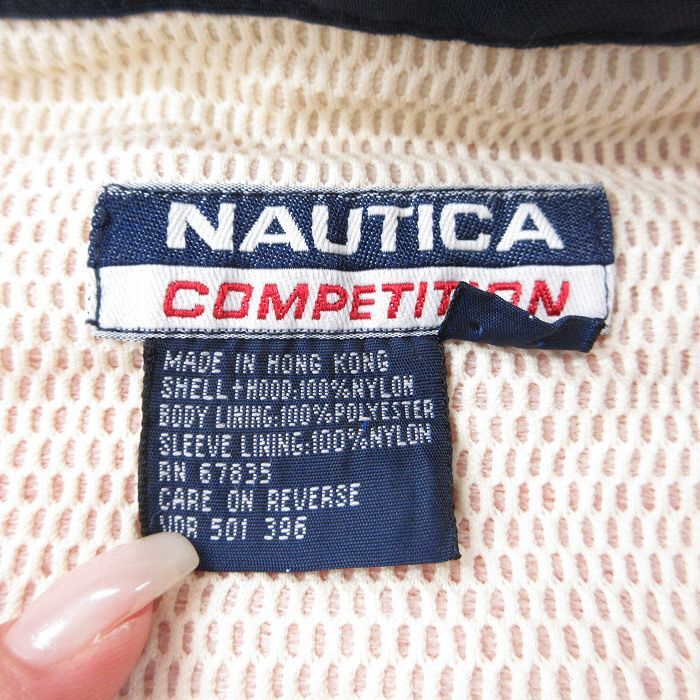 NAUTICA
COMPETITION
MADE IN HONG KONG
SHELL+HOOD:100%NYLON
BODY LINING:100%POLYESTER
SLEEVE LINING:100%NYLON
RN 67835
CARE ON REVERSE
501 396